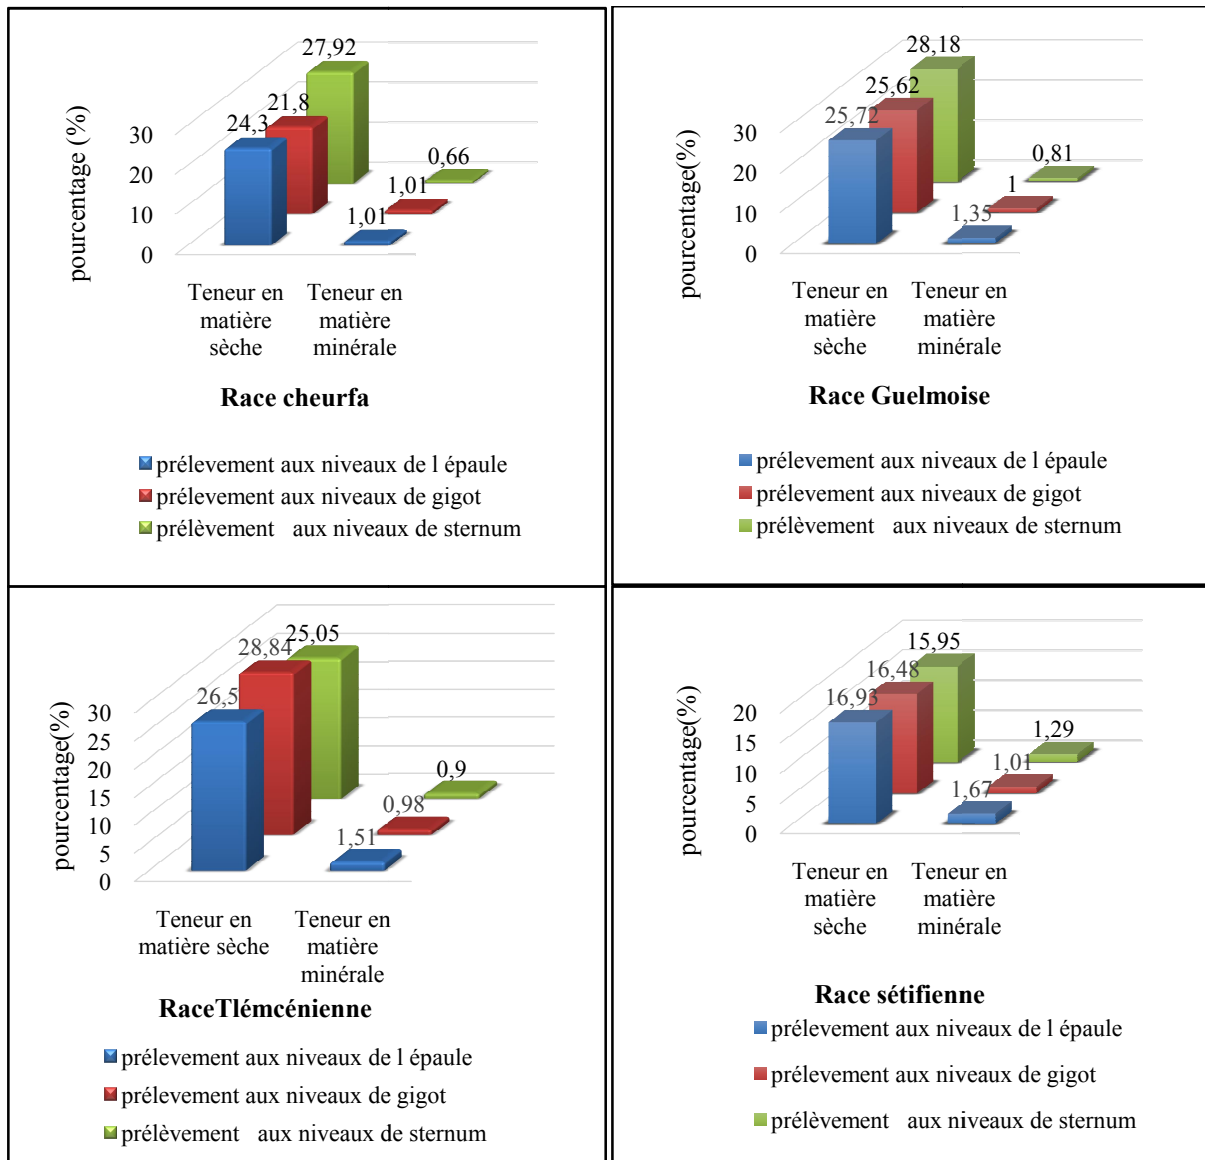 pourcentage (%)
30
20
10
0
27,92
21,8
24,3
0,66
1,01
1,01
Teneur en
matière
sèche
Teneur en
matière
minérale
Race cheurfa
prélevement aux niveaux de l épaule
prélevement aux niveaux de gigot
prélèvement aux niveaux de sternum
pourcentage(%)
30
20
10
0
28,18
25,62
25,72
0,81
1
1,35
Teneur en
matière
sèche
Teneur en
matière
minérale
Race Guelmoise
prélevement aux niveaux de l épaule
prélevement aux niveaux de gigot
prélèvement aux niveaux de sternum
pourcentage(%)
30
25
20
15
10
5
0
25,05
28,84
26,5
0,9
0,98
1,51
Teneur en
matière sèche
Teneur en
matière
minérale
RaceTlémcénienne
prélevement aux niveaux de l épaule
prélevement aux niveaux de gigot
prélèvement aux niveaux de sternum
pourcentage(%)
20
15
10
5
0
15,95
16,48
16,93
1,29
1,01
1,67
Teneur en
matière
sèche
Teneur en
matière
minérale
Race sétifienne
prélevement aux niveaux de l épaule
prélevement aux niveaux de gigot
prélèvement aux niveaux de sternum